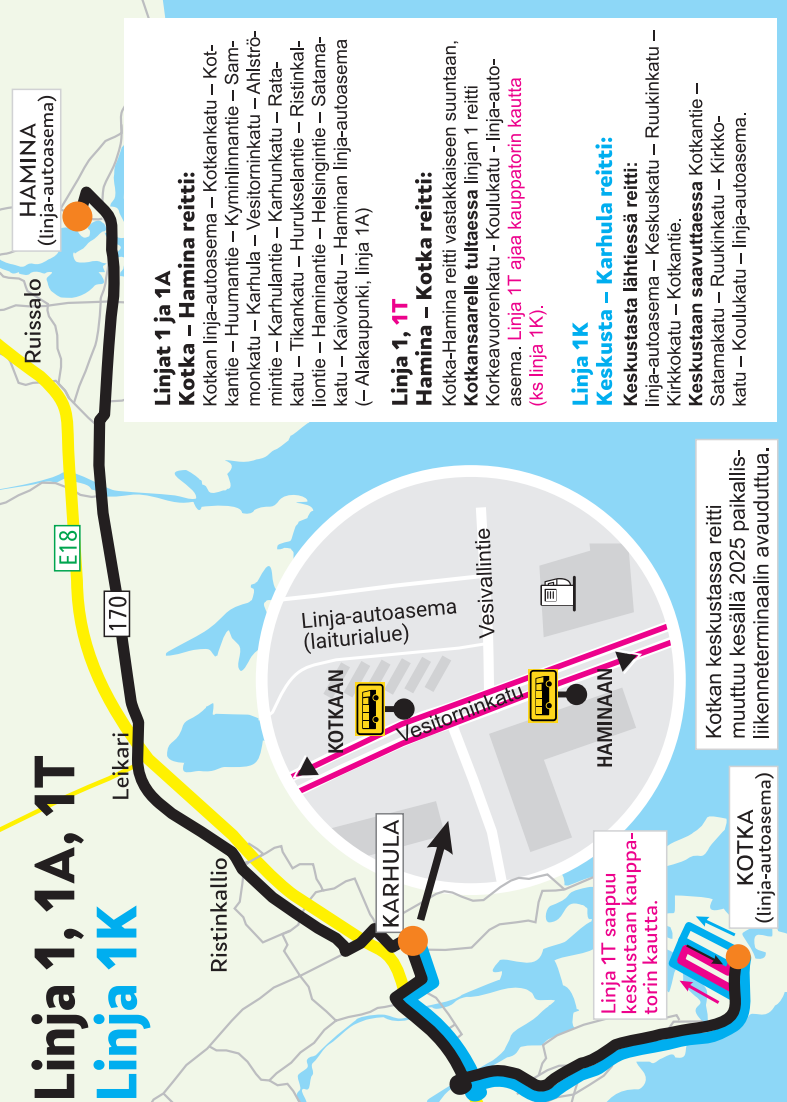 Linja 1, 1A, 1T
Linja 1K
Ristinkallio
Leikari
170
E18
Ruissalo
HAMINA
(linja-autoasema)
KARHULA
KOTKAAN
Linja-autoasema
(laiturialue)
Vesitorninkatu
Vesivallintie
HAMINAAN
Linja 1T saapuu
keskustaan kauppa-
torin kautta.
KOTKA
(linja-autoasema)
Kotkan keskustassa reitti
muuttuu kesällä 2025 paikallis-
liikenneterminaalin avauduttua.
Linjat 1 ja 1A
Kotka – Hamina reitti:
Kotkan linja-autoasema – Kotkankatu – Kot-
kantie – Huumantie – Kyminlinnantie – Sam-
monkatu – Karhula – Vesitorninkatu – Ahlströ-
mintie – Karhulantie – Karhunkatu – Rata-
katu – Tikankatu – Hurukselantie – Ristinkal-
liontie – Haminantie – Helsingintie – Satama-
katu – Kaivokatu – Haminan linja-autoasema
(– Alakaupunki, linja 1A)
Linja 1, 1T
Hamina – Kotka reitti:
Kotka-Hamina reitti vastakkaiseen suuntaan,
Kotkansaarelle tultaessa linjan 1 reitti
Korkeavuorenkatu - Koulukatu - linja-auto-
asema. Linja 1T ajaa kauppatorin kautta
(ks linja 1K).
Linja 1K
Keskusta – Karhula reitti:
Keskustasta lähtiessä reitti:
linja-autoasema – Keskuskatu – Ruukinkatu –
Kirkkokatu – Kotkantie.
Keskustaan saavuttaessa Kotkantie –
Satamakatu – Ruukinkatu – Kirkko-
katu – Koulukatu – linja-autoasema.